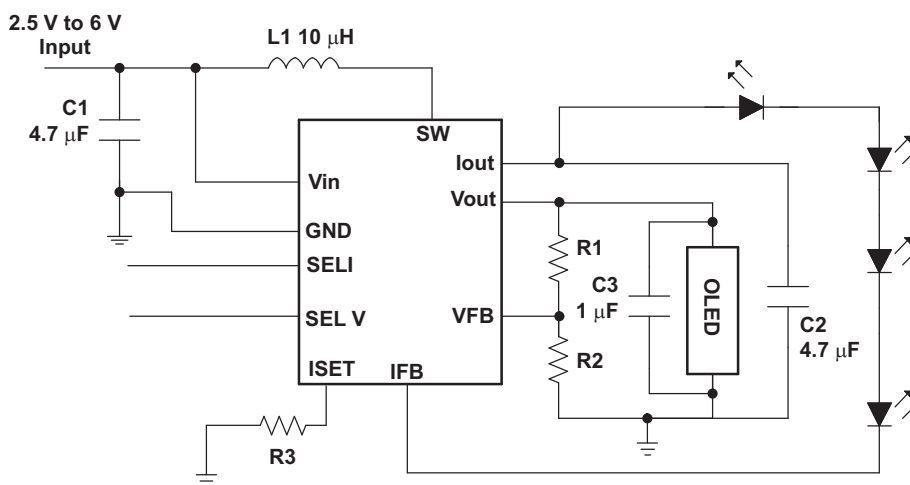 2.5 V to 6 V
Input
L1 10 μH
C1
4.7 μF
SW
Iout
Vin
Vout
GND
R1
SELI
C3
1 μF
OLED
SEL V
VFB
C2
4.7 μF
R2
ISET
IFB
R3